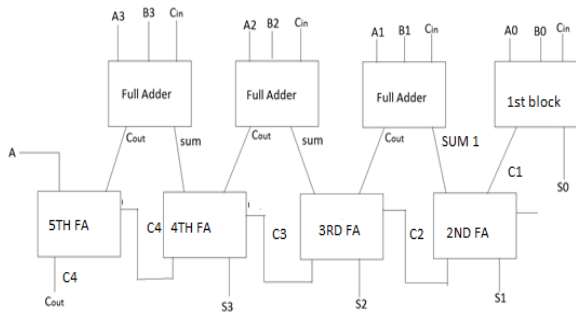 A3 B3 Cin A2 B2 Cin A1 B1 Cin A0 B0 Cin
Full Adder Full Adder Full Adder 1st block
Cout sum Cout sum Cout SUM 1 C1 S0
A
5TH FA C4 4TH FA C3 3RD FA C2 2ND FA
C4
Cout S3 S2 S1